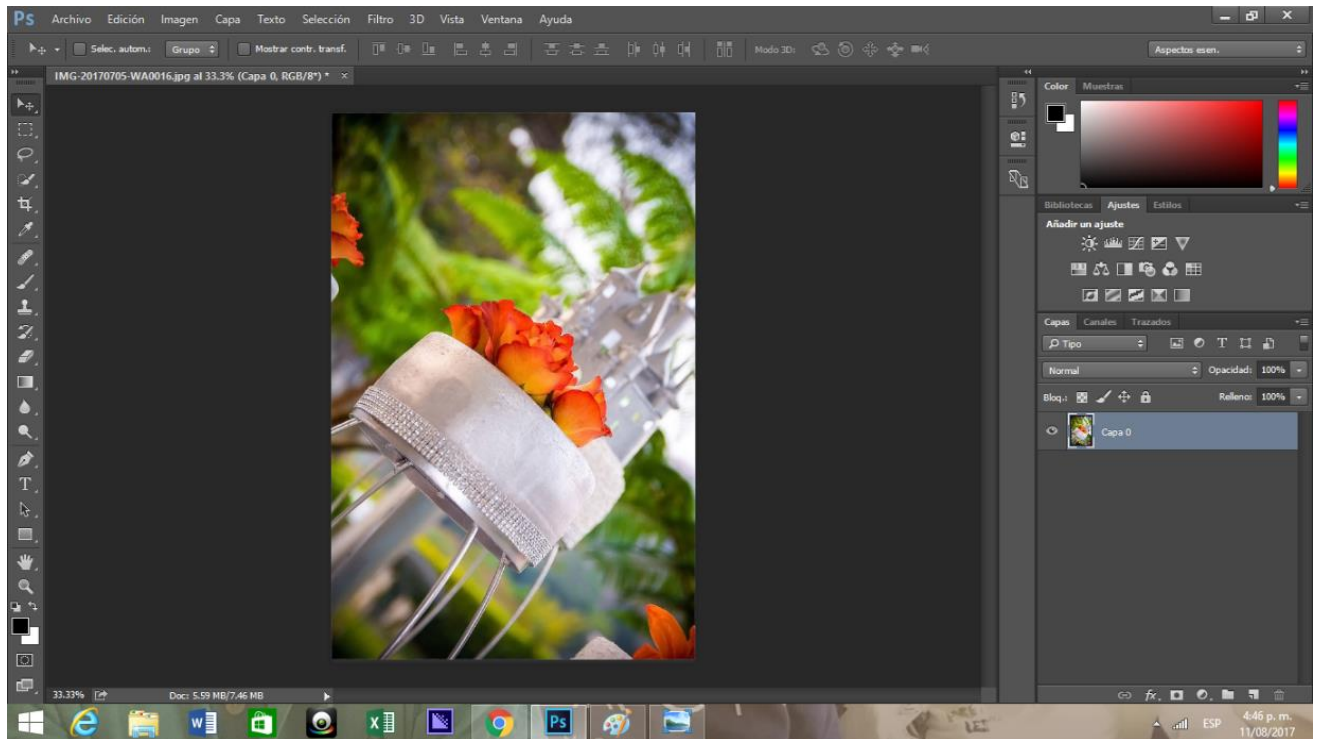 Ps Archivo Edición Imagen Capa Texto Selección Filtro 3D Vista Ventana Ayuda
Selec. autom.: Grupo Mostrar contr. transf. Modo 3D: Aspectos esen.
IMG-20170705-WA0016.jpg al 33.3% (Capa 0, RGB/8*) * ×
Color Muestras
Bibliotecas Ajustes Estilos
Añadir un ajuste
Capas Canales Trazados
Tipo
Normal Opacidad: 100%
Bloq.: Relleno: 100%
Capa 0
33.33% Doc: 5.59 MB/7.46 MB
fx
Ps
ESP
4:46 p. m.
11/08/2017